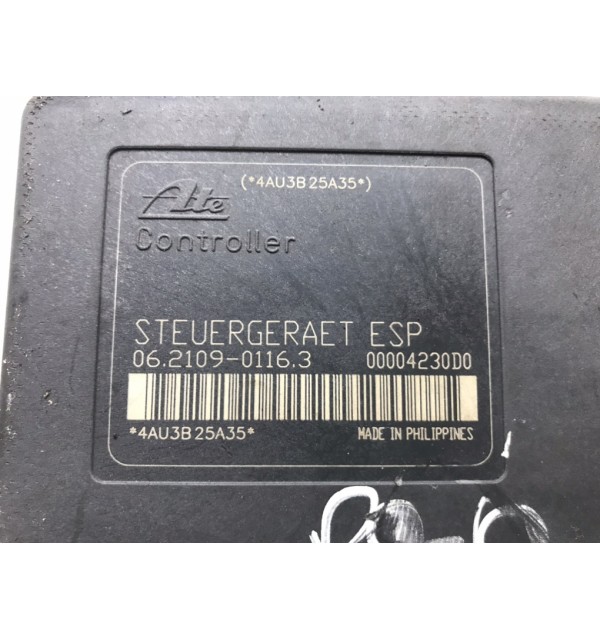 (*4AU3B25A35*)
Ate
Controller
STEUERGERAET ESP
06.2109-0116.3 00004230D0
*4AU3B25A35*
MADE IN PHILIPPINES